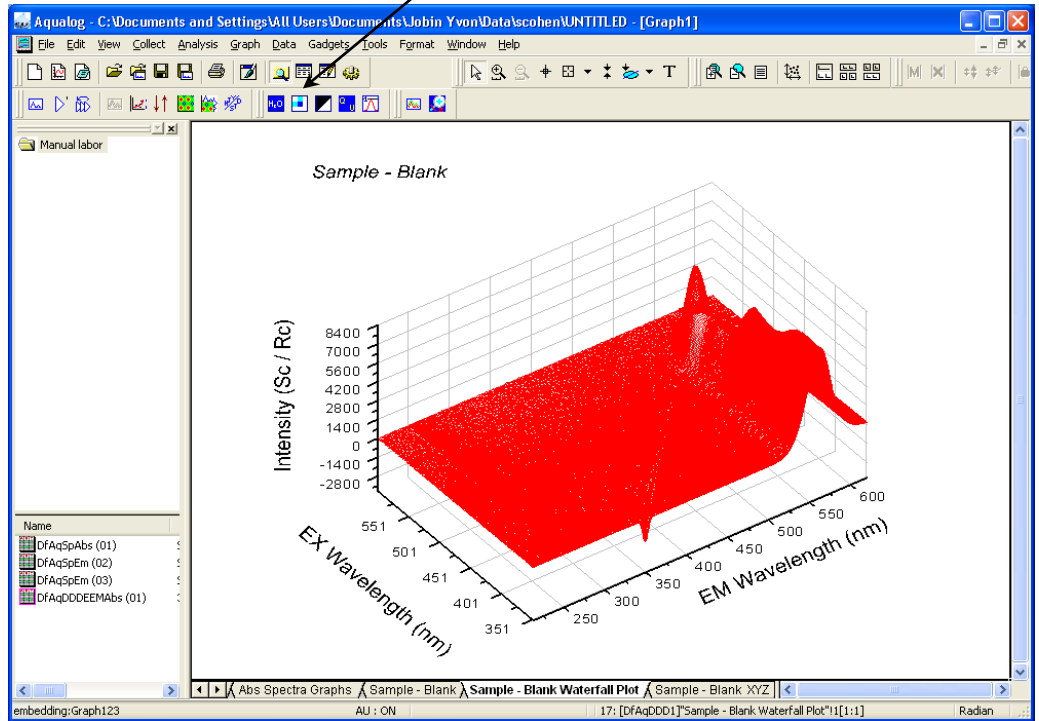 Aqualog - C:\Documents and Settings\All Users\Documents\Jobin Yvon\Data\scohen\UNTITLED - [Graph1]
File Edit View Collect Analysis Graph Data Gadgets Tools Format Window Help
T M
H2O
Manual labor
Sample - Blank
Intensity (Sc / Rc)
8400
7000
5600
4200
2800
1400
0
-1400
-2800
551
501
451
401
351
EX Wavelength (nm)
250
300
350
400
450
500
550
600
EM Wavelength (nm)
Name
DfAqSpAbs (01)
DfAqSpEm (02)
DfAqSpEm (03)
DfAqDDDEEMAbs (01)
Abs Spectra Graphs Sample - Blank Sample - Blank Waterfall Plot Sample - Blank XYZ
embedding:Graph123 AU : ON 17: [DfAqDDD1]"Sample - Blank Waterfall Plot"!1[1:1] Radian